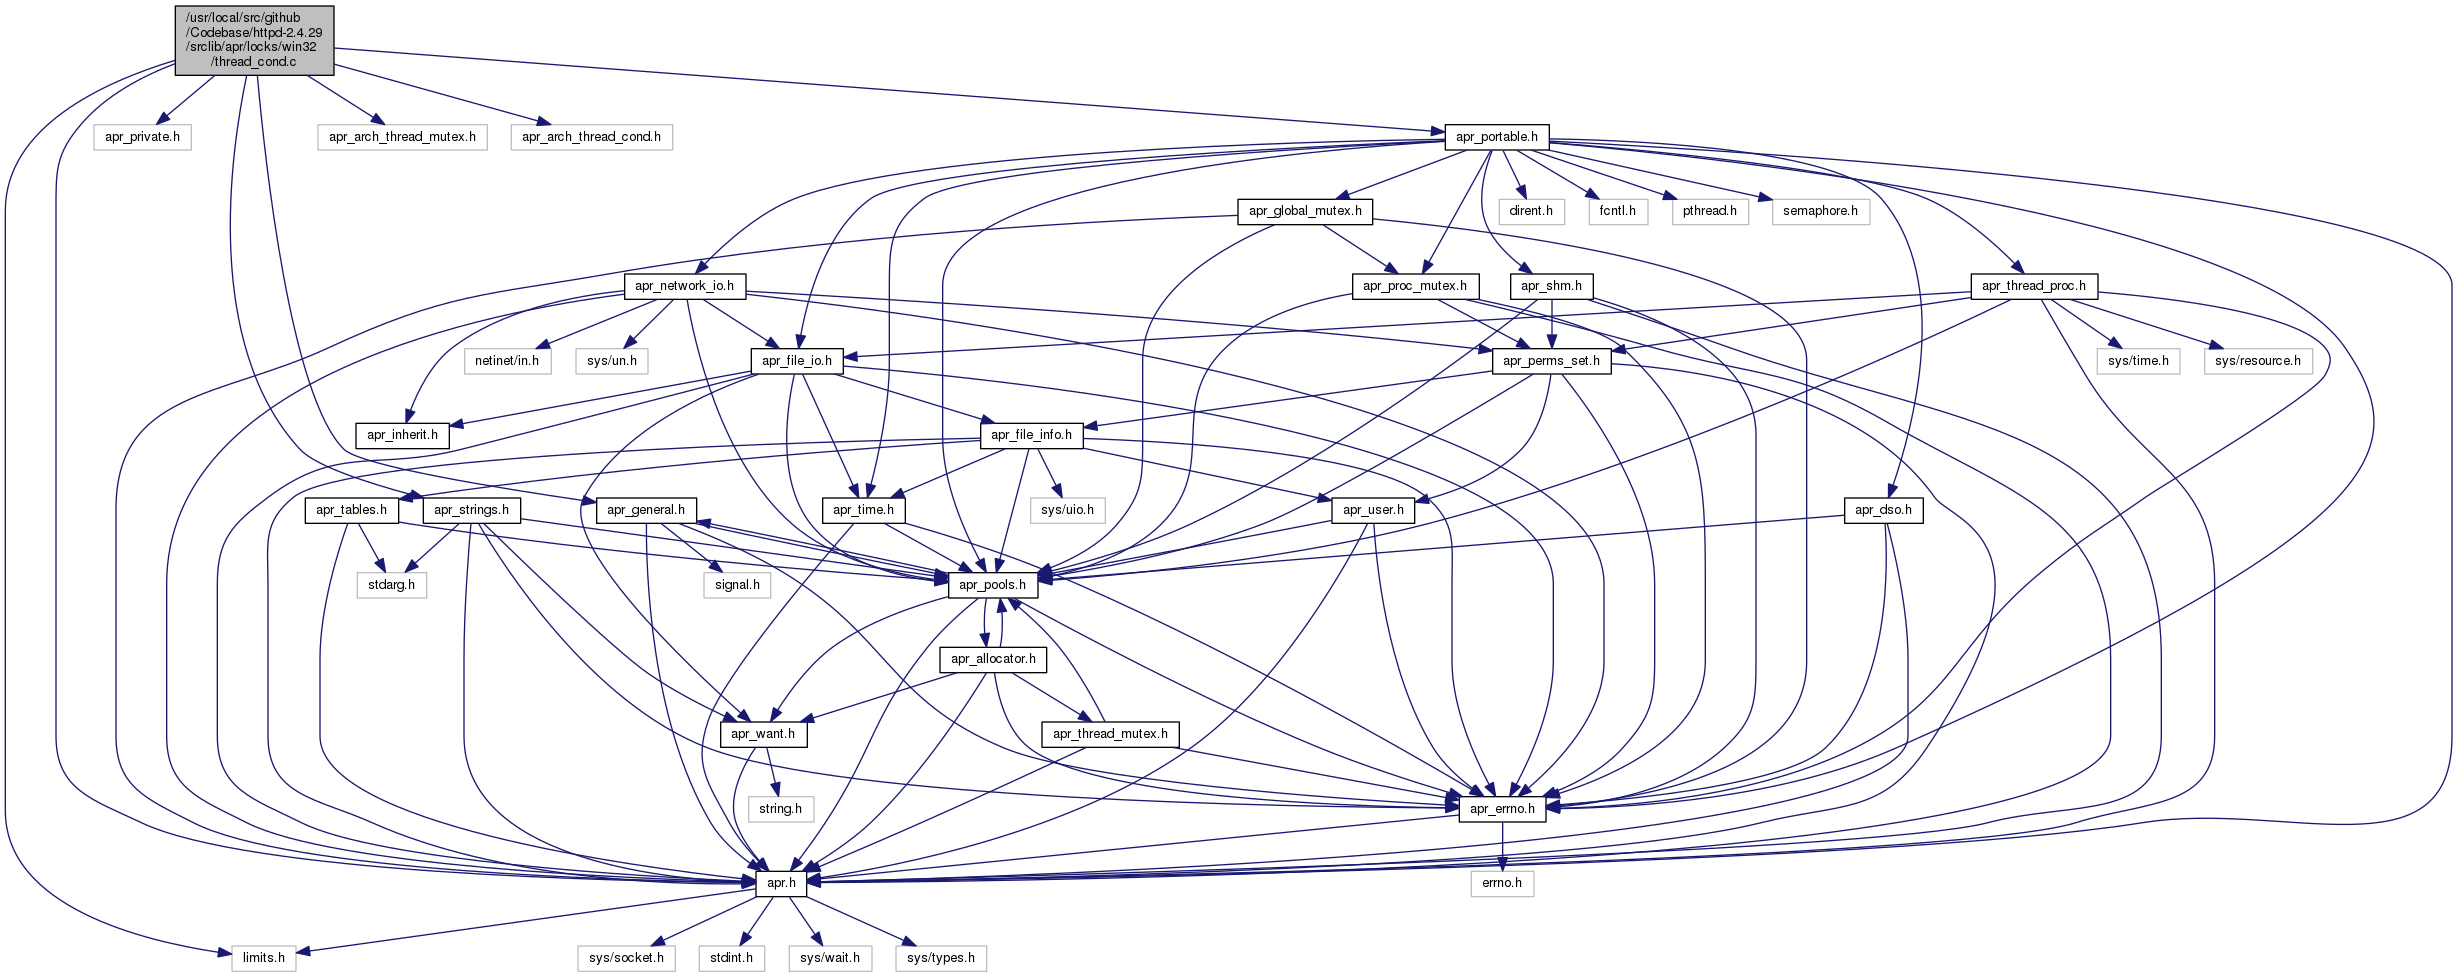 /usr/local/src/github
/Codebase/httpd-2.4.29
/srclib/apr/locks/win32
/thread_cond.c
apr_private.h
apr_arch_thread_mutex.h
apr_arch_thread_cond.h
apr_portable.h
apr_global_mutex.h
dirent.h
fcntl.h
pthread.h
semaphore.h
apr_network_io.h
apr_proc_mutex.h
apr_shm.h
apr_thread_proc.h
netinet/in.h
sys/un.h
apr_file_io.h
apr_perms_set.h
sys/time.h
sys/resource.h
apr_inherit.h
apr_file_info.h
apr_tables.h
apr_strings.h
apr_general.h
apr_time.h
sys/uio.h
apr_user.h
apr_dso.h
stdarg.h
signal.h
apr_pools.h
apr_allocator.h
apr_want.h
apr_thread_mutex.h
string.h
apr_errno.h
apr.h
errno.h
limits.h
sys/socket.h
stdint.h
sys/wait.h
sys/types.h